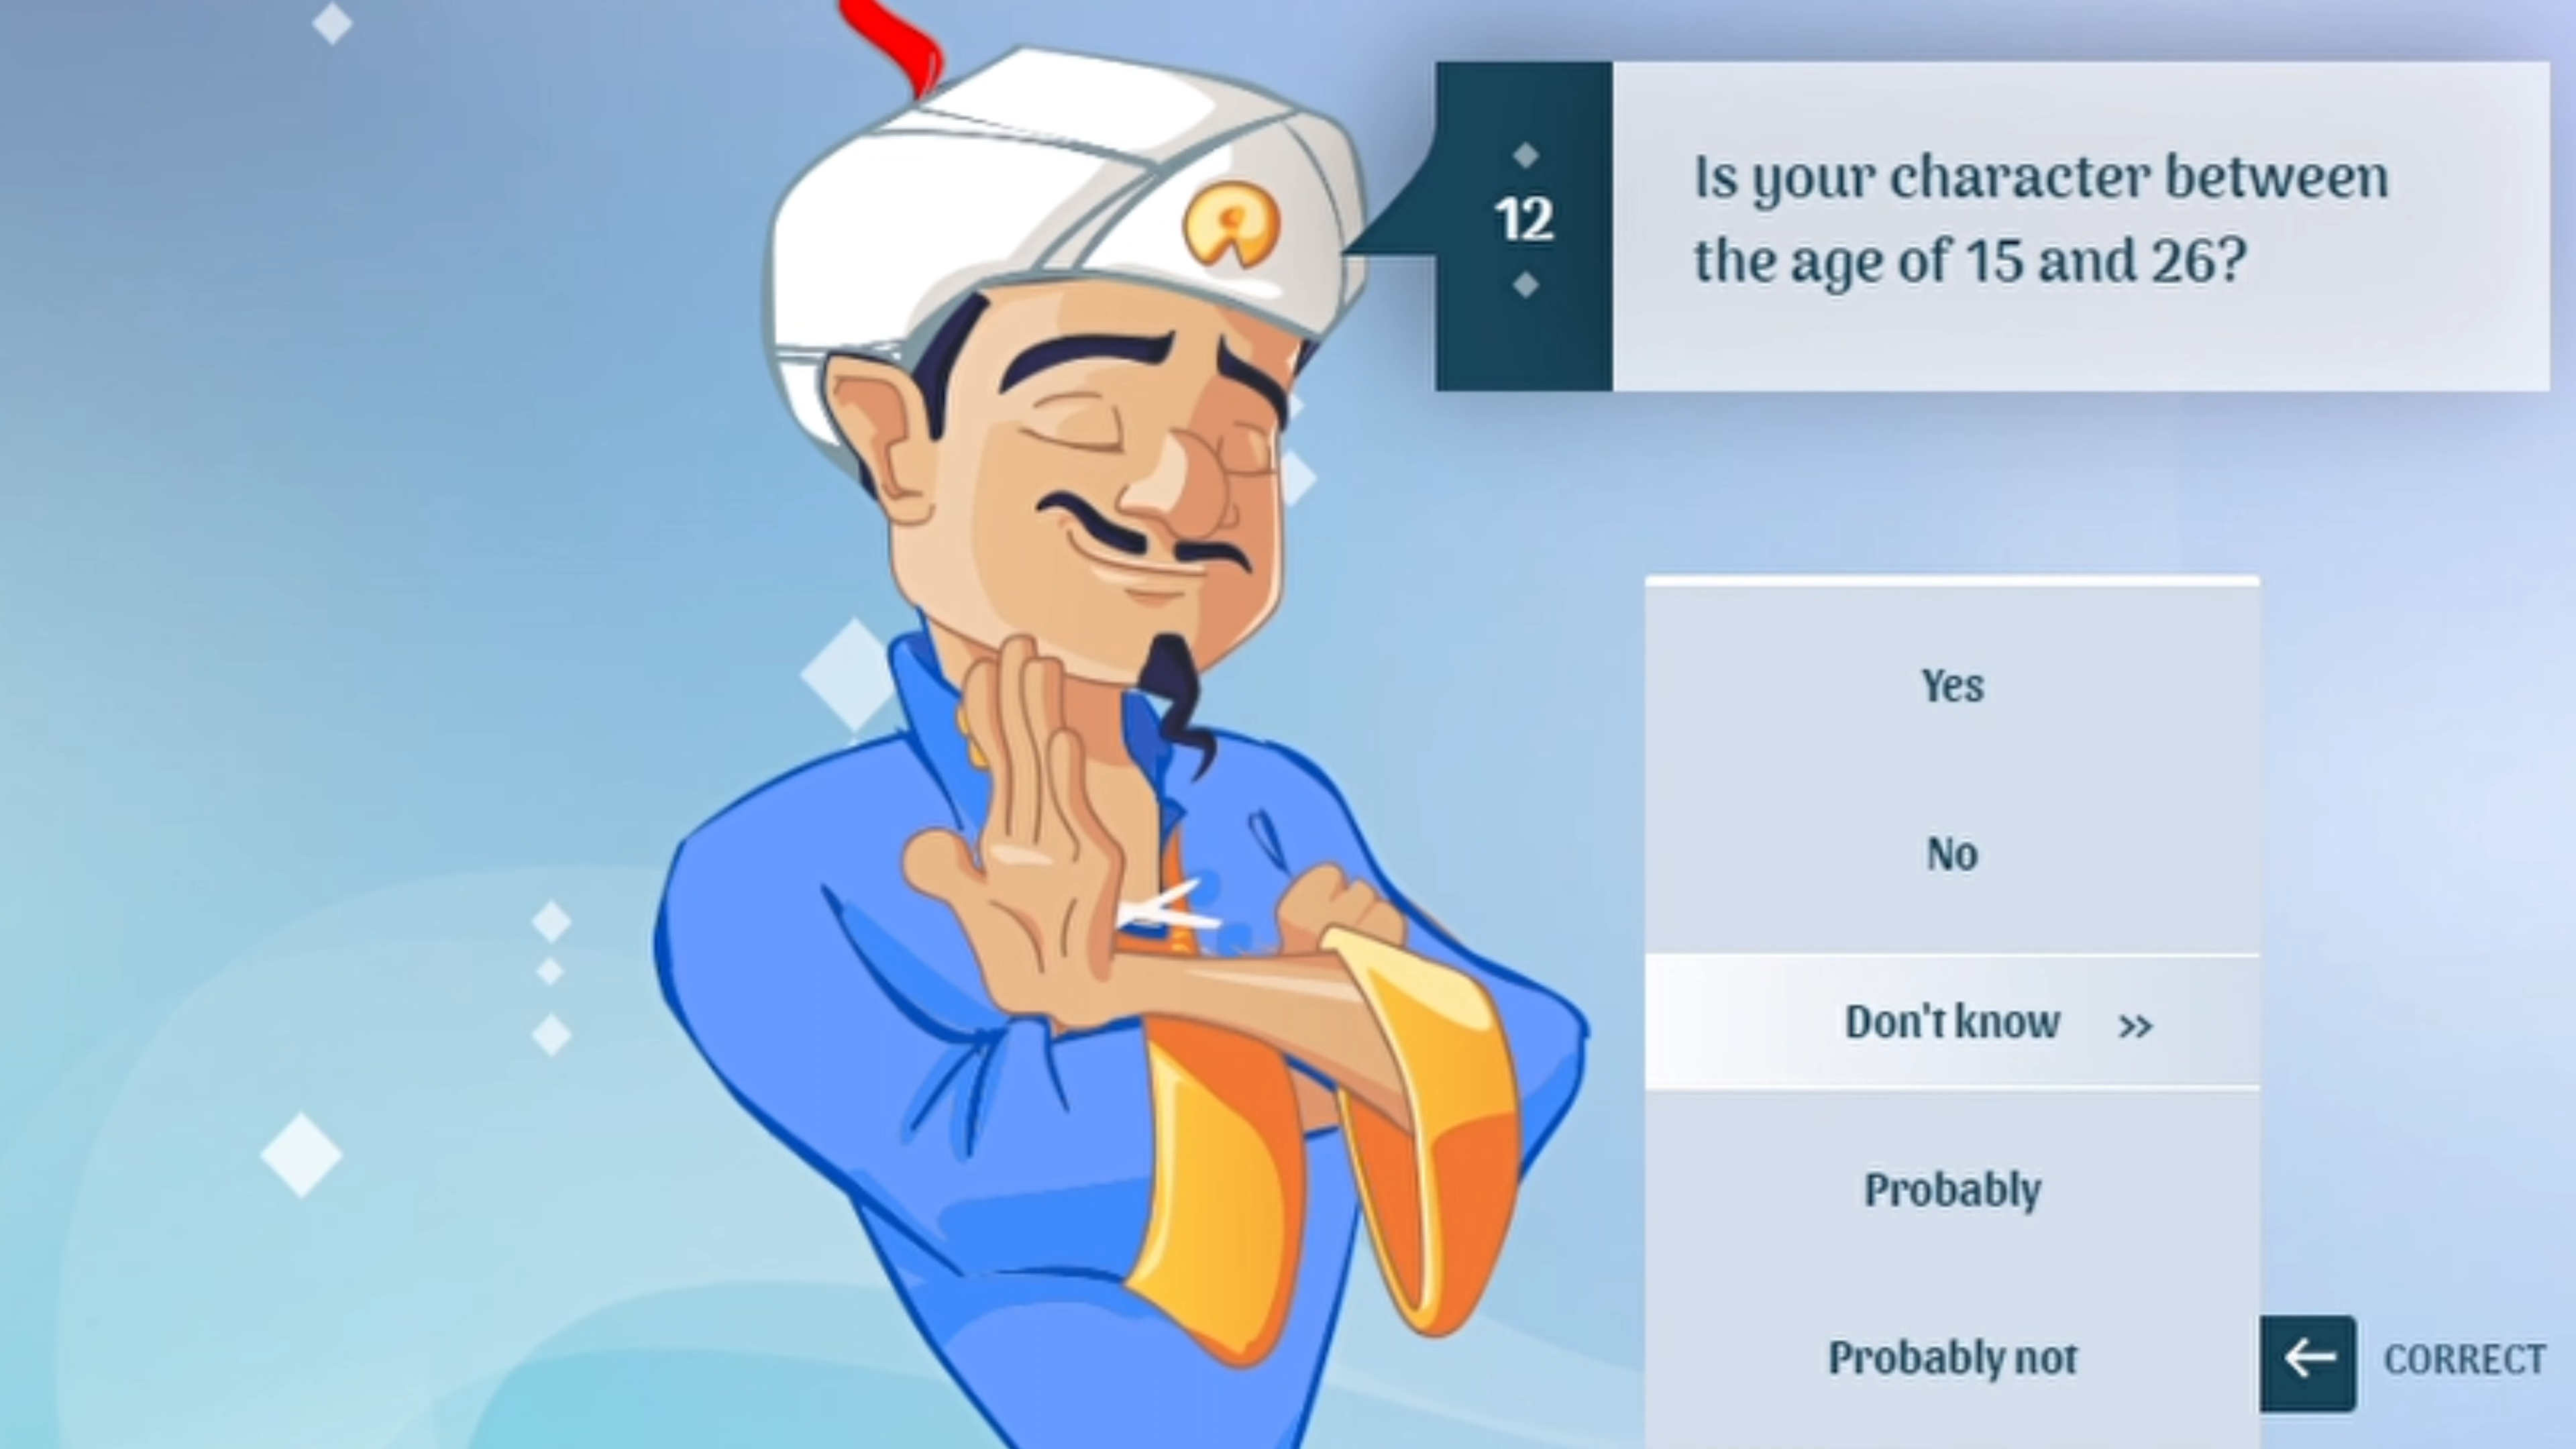 12
Is your character between
the age of 15 and 26?
Yes
No
Don't know »
Probably
Probably not
CORRECT